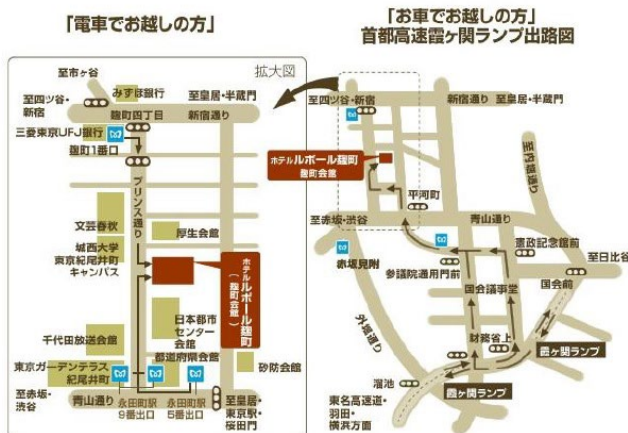 「電車でお越しの方」
拡大図
至市ヶ谷
みずほ銀行
至四ツ谷・
新宿
至皇居・半蔵門
麹町四丁目
新宿通り
三菱東京UFJ銀行
麹町1番口
プリンス通り
文芸春秋
厚生会館
城西大学
東京紀尾井町
キャンパス
ホテルルポール麹町
(麹町会館)
日本都市
センター
会館
千代田放送会館
都道府県会館
砂防会館
東京ガーデンテラス
紀尾井町
至赤坂・
渋谷
青山通り
永田町駅
9番出口
永田町駅
5番出口
至皇居・
東京駅・
桜田門
「お車でお越しの方」
首都高速霞ヶ関ランプ出路図
至四ツ谷・新宿
新宿通り
至皇居・半蔵門
ホテルルポール麹町
麹町会館
至内堀通り
平河町
至赤坂・渋谷
青山通り
赤坂見附
参議院通用門前
憲政記念館前
至日比谷
国会前
国会議事堂
外堀通り
財務省上
霞ヶ関ランプ
溜池
霞ヶ関ランプ
東名高速道・
羽田・
横浜方面